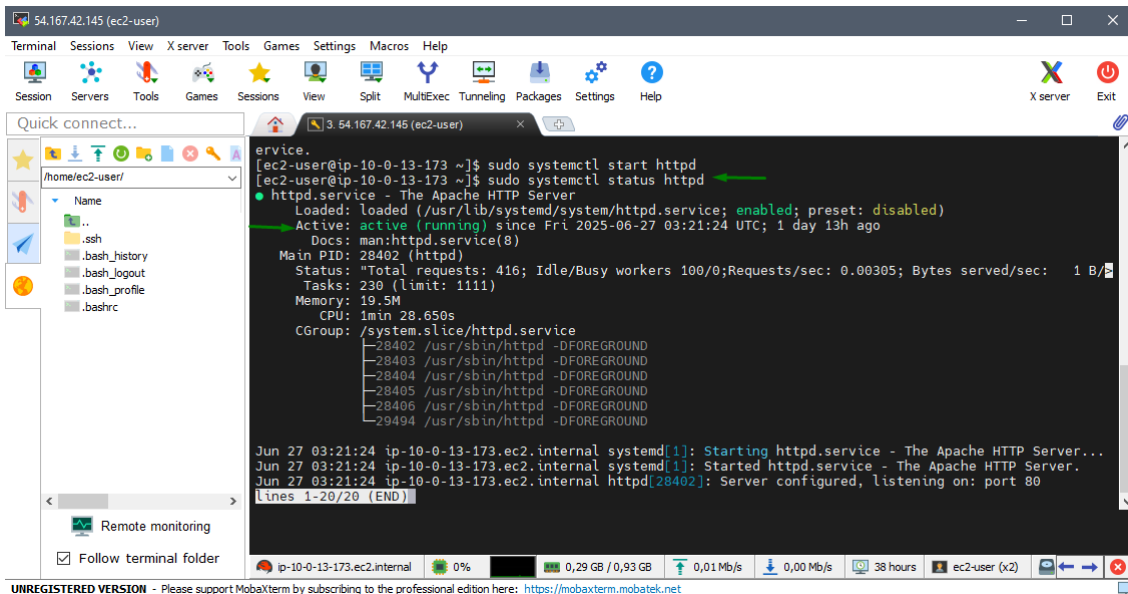 54.167.42.145 (ec2-user)
Terminal Sessions View X server Tools Games Settings Macros Help
Session Servers Tools Games Sessions View Split MultiExec Tunneling Packages Settings Help X server Exit
Quick connect...
3. 54.167.42.145 (ec2-user)
/home/ec2-user/
Name
..
.ssh
.bash_history
.bash_logout
.bash_profile
.bashrc
Remote monitoring
Follow terminal folder
ervice.
[ec2-user@ip-10-0-13-173 ~]$ sudo systemctl start httpd
[ec2-user@ip-10-0-13-173 ~]$ sudo systemctl status httpd
● httpd.service - The Apache HTTP Server
Loaded: loaded (/usr/lib/systemd/system/httpd.service; enabled; preset: disabled)
Active: active (running) since Fri 2025-06-27 03:21:24 UTC; 1 day 13h ago
Docs: man:httpd.service(8)
Main PID: 28402 (httpd)
Status: "Total requests: 416; Idle/Busy workers 100/0;Requests/sec: 0.00305; Bytes served/sec:   1 B/>
Tasks: 230 (limit: 1111)
Memory: 19.5M
CPU: 1min 28.650s
CGroup: /system.slice/httpd.service
├─28402 /usr/sbin/httpd -DFOREGROUND
├─28403 /usr/sbin/httpd -DFOREGROUND
├─28404 /usr/sbin/httpd -DFOREGROUND
├─28405 /usr/sbin/httpd -DFOREGROUND
├─28406 /usr/sbin/httpd -DFOREGROUND
└─29494 /usr/sbin/httpd -DFOREGROUND
Jun 27 03:21:24 ip-10-0-13-173.ec2.internal systemd[1]: Starting httpd.service - The Apache HTTP Server...
Jun 27 03:21:24 ip-10-0-13-173.ec2.internal systemd[1]: Started httpd.service - The Apache HTTP Server.
Jun 27 03:21:24 ip-10-0-13-173.ec2.internal httpd[28402]: Server configured, listening on: port 80
lines 1-20/20 (END)
ip-10-0-13-173.ec2.internal 0% 0,29 GB / 0,93 GB 0,01 Mb/s 0,00 Mb/s 38 hours ec2-user (x2)
UNREGISTERED VERSION - Please support MobaXterm by subscribing to the professional edition here: https://mobaxterm.mobatek.net